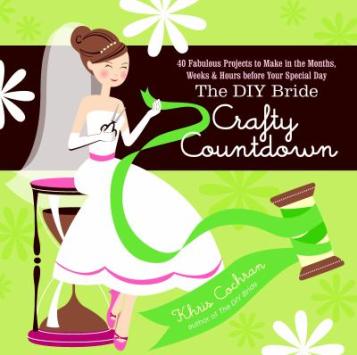 40 Fabulous Projects to Make in the Months,
Weeks & Hours before Your Special Day
The DIY Bride
Crafty
Countdown
Khris Cochran
author of The DIY Bride